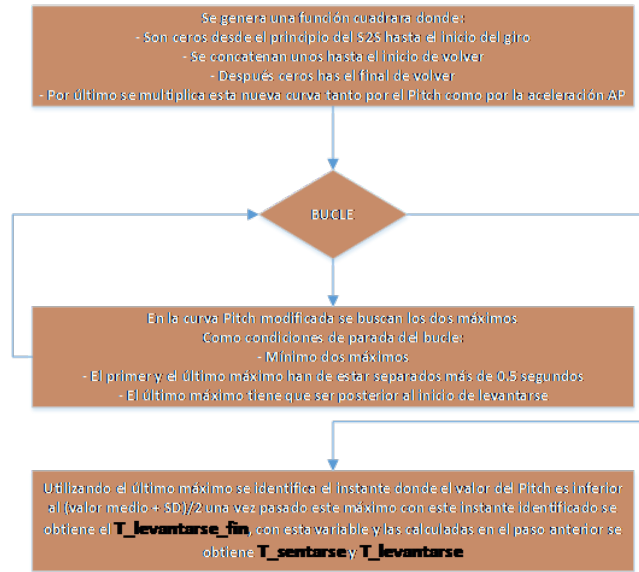 Se genera una función cuadrara donde:
- Son ceros desde el principio del S2S hasta el inicio del giro
- Se concatenan unos hasta el inicio de volver
- Después ceros has el final de volver
- Por último se multiplica esta nueva curva tanto por el Pitch como por la aceleración AP
BUCLE
En la curva Pitch modificada se buscan los dos máximos
Como condiciones de parada del bucle:
- Mínimo dos máximos
- El primer y el último máximo han de estar separados más de 0.5 segundos
- El último máximo tiene que ser posterior al inicio de levantarse
Utilizando el último máximo se identifica el instante donde el valor del Pitch es inferior
al (valor medio + SD)/2 una vez pasado este máximo con este instante identificado se
obtiene el T_levantarse_fin, con esta variable y las calculadas en el paso anterior se
obtiene T_sentarse y T_levantarse